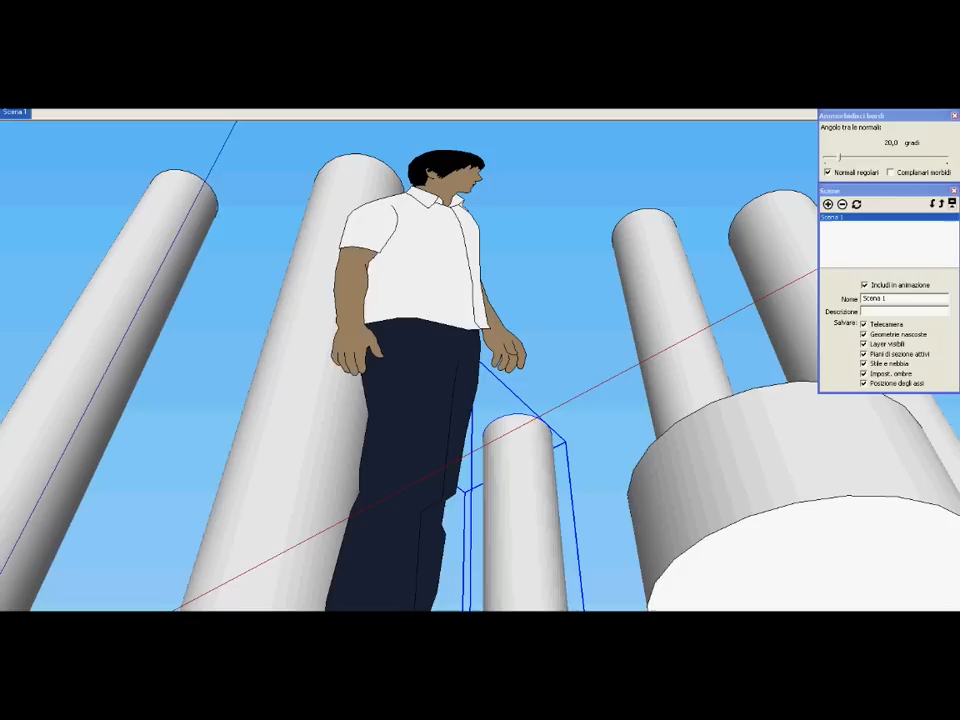 Scena 1
Ammorbidisci bordi
Angolo tra le normali:
20,0 gradi
Normali regolari
Complanari morbidi
Scene
Scena 1
Includi in animazione
Nome Scena 1
Descrizione
Salvare: Telecamera
Geometrie nascoste
Layer visibili
Piani di sezione attivi
Stile e nebbia
Impost. ombre
Posizione degli assi